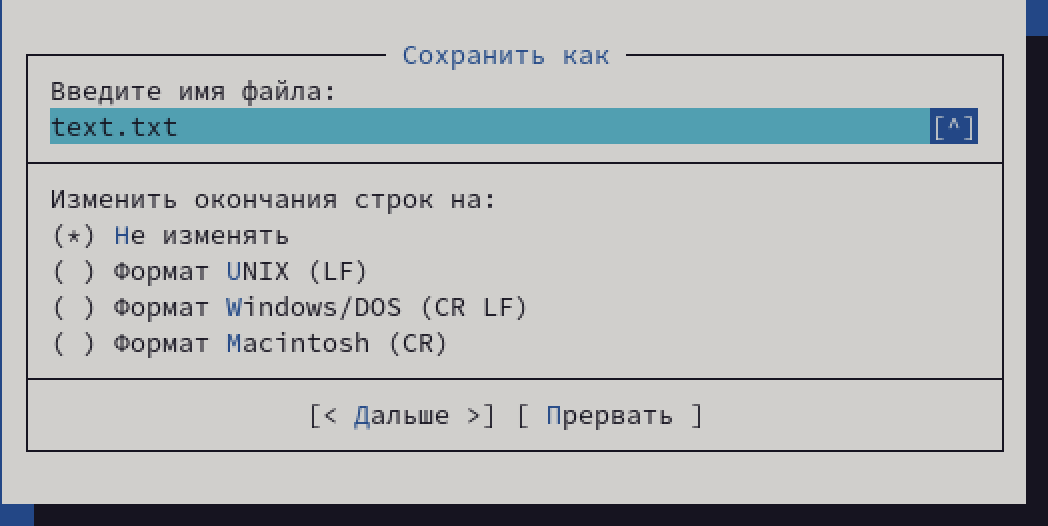 Сохранить как
Введите имя файла:
text.txt [^]
Изменить окончания строк на:
(*) Не изменять
( ) Формат UNIX (LF)
( ) Формат Windows/DOS (CR LF)
( ) Формат Macintosh (CR)
[< Дальше >] [ Прервать ]